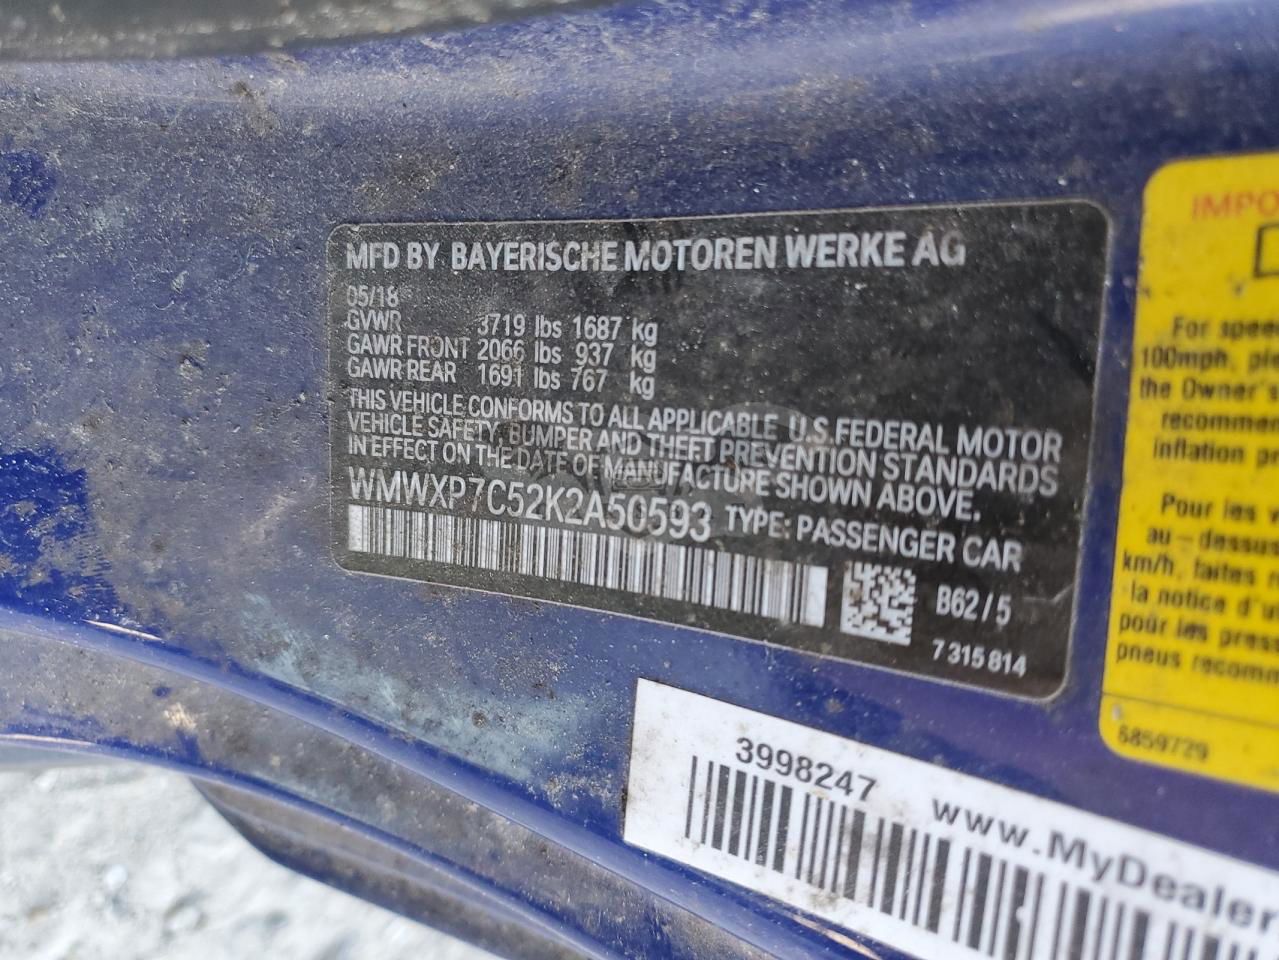 MFD BY BAYERISCHE MOTOREN WERKE AG
05/18
GVWR 3719 lbs 1687 kg
GAWR FRONT 2066 lbs 937 kg
GAWR REAR 1691 lbs 767 kg
THIS VEHICLE CONFORMS TO ALL APPLICABLE U.S.FEDERAL MOTOR
VEHICLE SAFETY, BUMPER AND THEFT PREVENTION STANDARDS
IN EFFECT ON THE DATE OF MANUFACTURE SHOWN ABOVE.
WMWXP7C52K2A50593 TYPE: PASSENGER CAR
B62/5
7 315 814
IMPO
For speed
100mph, ple
the Owner's
recommen
inflation p
Pour les v
au-dessus
km/h, faites
la notice d'u
pour les press
pneus recomm
6859729
3998247
www.MyDealer